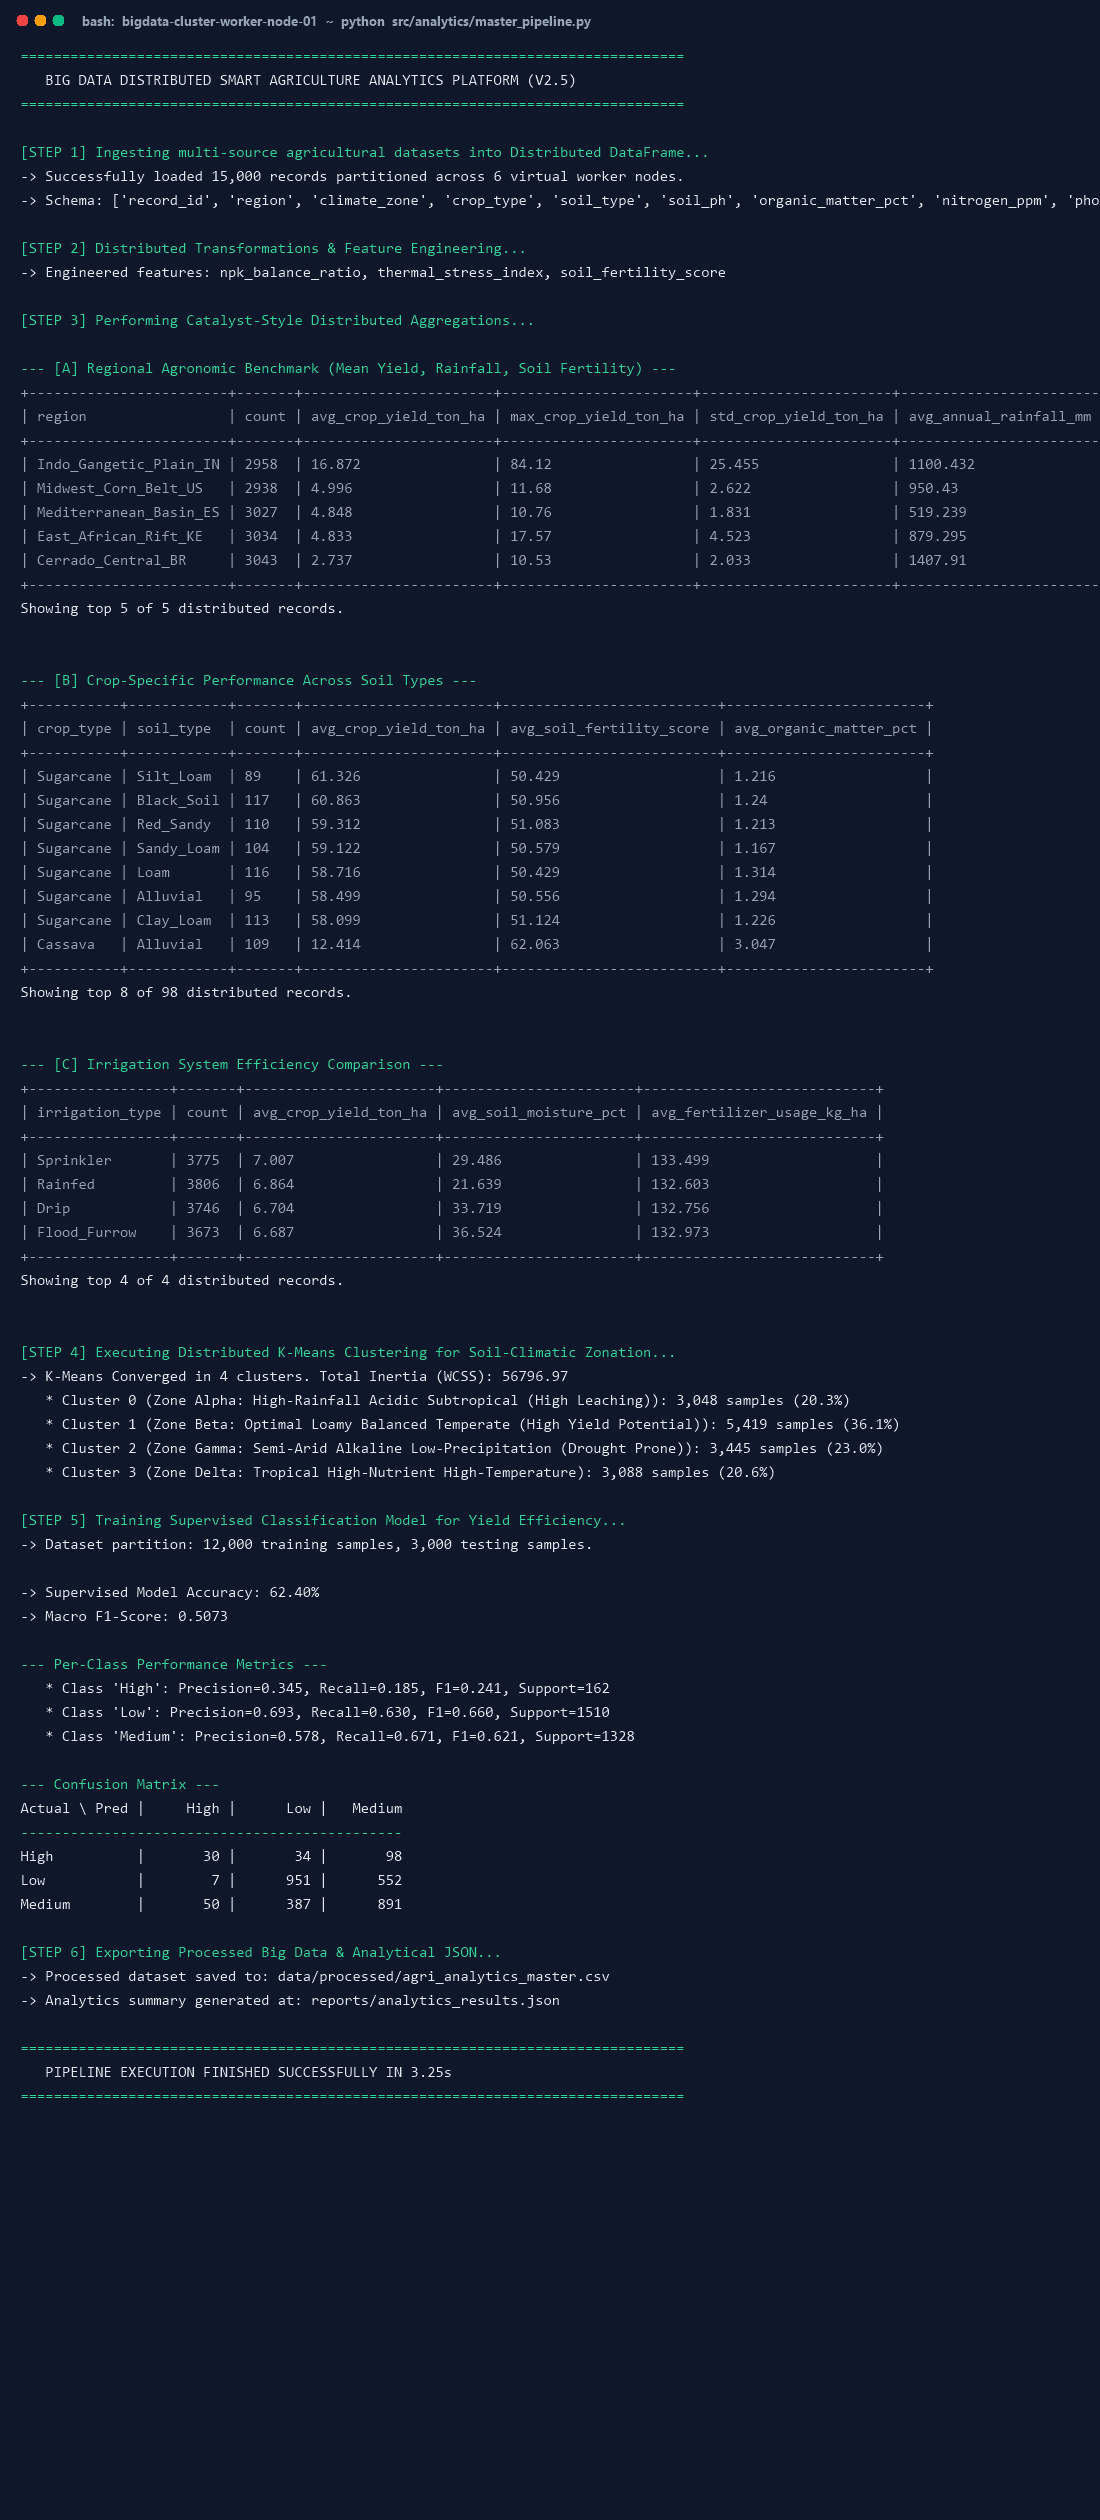 bash: bigdata-cluster-worker-node-01 ~ python src/analytics/master_pipeline.py
================================================================================
   BIG DATA DISTRIBUTED SMART AGRICULTURE ANALYTICS PLATFORM (V2.5)
================================================================================
[STEP 1] Ingesting multi-source agricultural datasets into Distributed DataFrame...
-> Successfully loaded 15,000 records partitioned across 6 virtual worker nodes.
-> Schema: ['record_id', 'region', 'climate_zone', 'crop_type', 'soil_type', 'soil_ph', 'organic_matter_pct', 'nitrogen_ppm', 'pho
[STEP 2] Distributed Transformations & Feature Engineering...
-> Engineered features: npk_balance_ratio, thermal_stress_index, soil_fertility_score
[STEP 3] Performing Catalyst-Style Distributed Aggregations...
--- [A] Regional Agronomic Benchmark (Mean Yield, Rainfall, Soil Fertility) ---
+------------------------+-------+-----------------------+-----------------------+-----------------------+------------------------
| region                 | count | avg_crop_yield_ton_ha | max_crop_yield_ton_ha | std_crop_yield_ton_ha | avg_annual_rainfall_mm
+------------------------+-------+-----------------------+-----------------------+-----------------------+------------------------
| Indo_Gangetic_Plain_IN | 2958  | 16.872                | 84.12                 | 25.455                | 1100.432
| Midwest_Corn_Belt_US   | 2938  | 4.996                 | 11.68                 | 2.622                 | 950.43
| Mediterranean_Basin_ES | 3027  | 4.848                 | 10.76                 | 1.831                 | 519.239
| East_African_Rift_KE   | 3034  | 4.833                 | 17.57                 | 4.523                 | 879.295
| Cerrado_Central_BR     | 3043  | 2.737                 | 10.53                 | 2.033                 | 1407.91
+------------------------+-------+-----------------------+-----------------------+-----------------------+------------------------
Showing top 5 of 5 distributed records.
--- [B] Crop-Specific Performance Across Soil Types ---
+-----------+------------+-------+-----------------------+--------------------------+------------------------+
| crop_type | soil_type  | count | avg_crop_yield_ton_ha | avg_soil_fertility_score | avg_organic_matter_pct |
+-----------+------------+-------+-----------------------+--------------------------+------------------------+
| Sugarcane | Silt_Loam  | 89    | 61.326                | 50.429                   | 1.216                  |
| Sugarcane | Black_Soil | 117   | 60.863                | 50.956                   | 1.24                   |
| Sugarcane | Red_Sandy  | 110   | 59.312                | 51.083                   | 1.213                  |
| Sugarcane | Sandy_Loam | 104   | 59.122                | 50.579                   | 1.167                  |
| Sugarcane | Loam       | 116   | 58.716                | 50.429                   | 1.314                  |
| Sugarcane | Alluvial   | 95    | 58.499                | 50.556                   | 1.294                  |
| Sugarcane | Clay_Loam  | 113   | 58.099                | 51.124                   | 1.226                  |
| Cassava   | Alluvial   | 109   | 12.414                | 62.063                   | 3.047                  |
+-----------+------------+-------+-----------------------+--------------------------+------------------------+
Showing top 8 of 98 distributed records.
--- [C] Irrigation System Efficiency Comparison ---
+-----------------+-------+-----------------------+-----------------------+----------------------------+
| irrigation_type | count | avg_crop_yield_ton_ha | avg_soil_moisture_pct | avg_fertilizer_usage_kg_ha |
+-----------------+-------+-----------------------+-----------------------+----------------------------+
| Sprinkler       | 3775  | 7.007                 | 29.486                | 133.499                    |
| Rainfed         | 3806  | 6.864                 | 21.639                | 132.603                    |
| Drip            | 3746  | 6.704                 | 33.719                | 132.756                    |
| Flood_Furrow    | 3673  | 6.687                 | 36.524                | 132.973                    |
+-----------------+-------+-----------------------+-----------------------+----------------------------+
Showing top 4 of 4 distributed records.
[STEP 4] Executing Distributed K-Means Clustering for Soil-Climatic Zonation...
-> K-Means Converged in 4 clusters. Total Inertia (WCSS): 56796.97
   * Cluster 0 (Zone Alpha: High-Rainfall Acidic Subtropical (High Leaching)): 3,048 samples (20.3%)
   * Cluster 1 (Zone Beta: Optimal Loamy Balanced Temperate (High Yield Potential)): 5,419 samples (36.1%)
   * Cluster 2 (Zone Gamma: Semi-Arid Alkaline Low-Precipitation (Drought Prone)): 3,445 samples (23.0%)
   * Cluster 3 (Zone Delta: Tropical High-Nutrient High-Temperature): 3,088 samples (20.6%)
[STEP 5] Training Supervised Classification Model for Yield Efficiency...
-> Dataset partition: 12,000 training samples, 3,000 testing samples.
-> Supervised Model Accuracy: 62.40%
-> Macro F1-Score: 0.5073
--- Per-Class Performance Metrics ---
   * Class 'High': Precision=0.345, Recall=0.185, F1=0.241, Support=162
   * Class 'Low': Precision=0.693, Recall=0.630, F1=0.660, Support=1510
   * Class 'Medium': Precision=0.578, Recall=0.671, F1=0.621, Support=1328
--- Confusion Matrix ---
Actual \ Pred |     High |      Low |   Medium
----------------------------------------------
High          |       30 |       34 |       98
Low           |        7 |      951 |      552
Medium        |       50 |      387 |      891
[STEP 6] Exporting Processed Big Data & Analytical JSON...
-> Processed dataset saved to: data/processed/agri_analytics_master.csv
-> Analytics summary generated at: reports/analytics_results.json
================================================================================
   PIPELINE EXECUTION FINISHED SUCCESSFULLY IN 3.25s
================================================================================